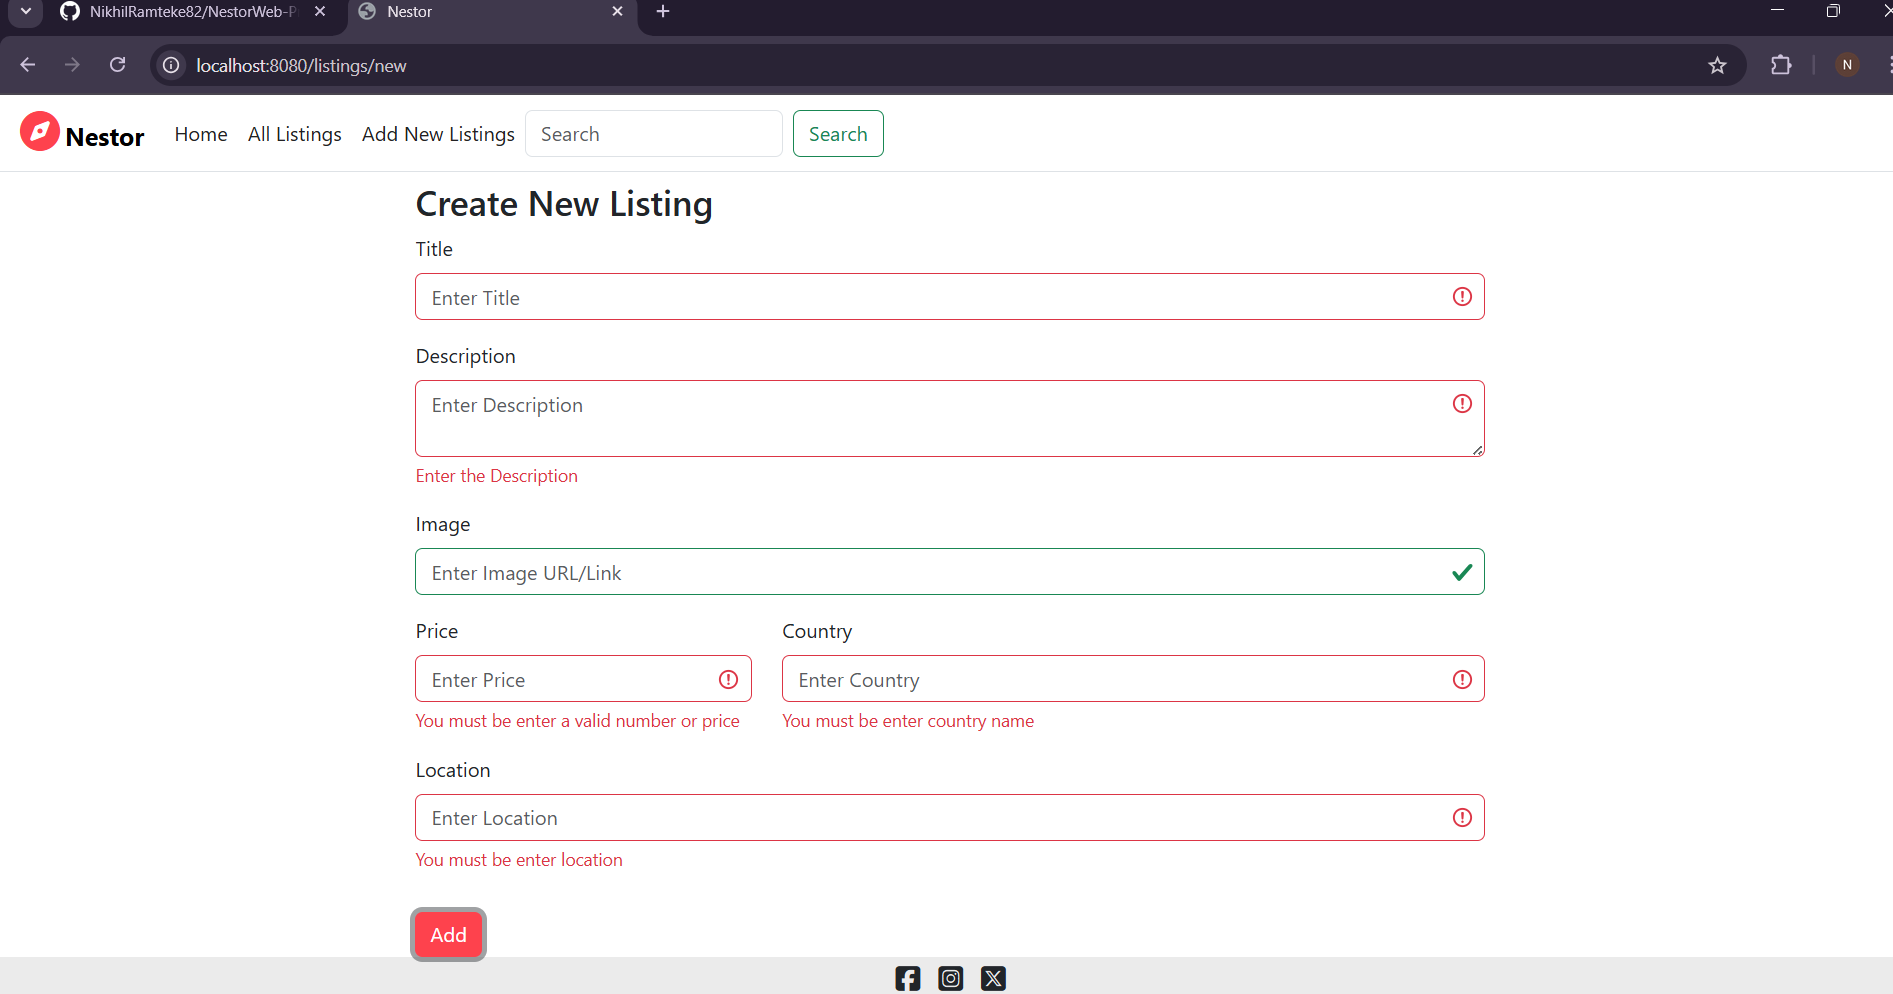 NikhilRamteke82/NestorWeb-P
Nestor
localhost:8080/listings/new
N
Nestor
Home
All Listings
Add New Listings
Search
Search
Create New Listing
Title
Enter Title
Description
Enter Description
Enter the Description
Image
Enter Image URL/Link
Price
Country
Enter Price
Enter Country
You must be enter a valid number or price
You must be enter country name
Location
Enter Location
You must be enter location
Add